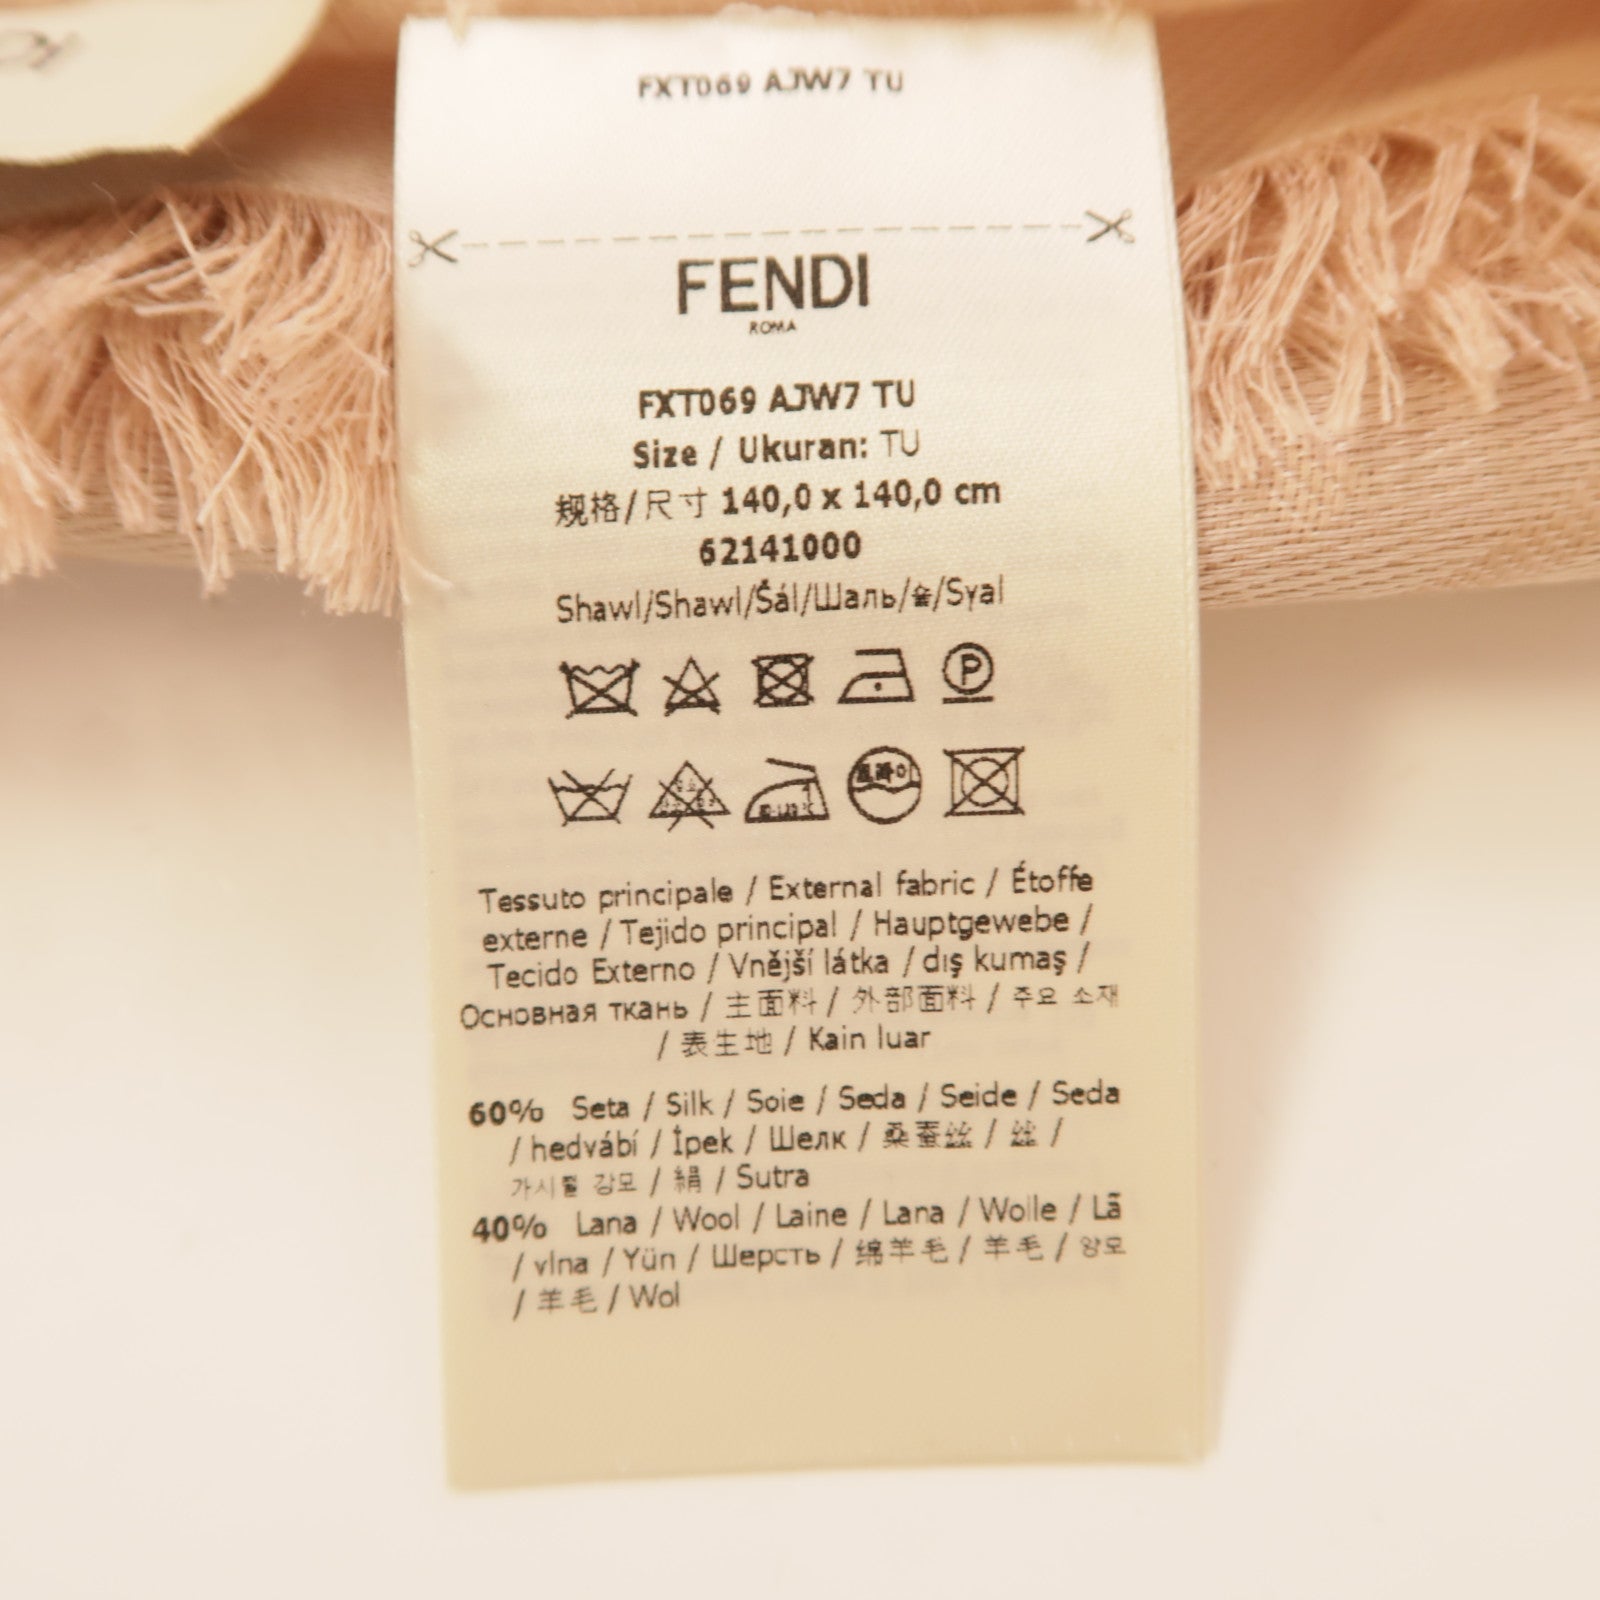 FXT069 AJW7 TU
FENDI
ROMA
FXT069 AJW7 TU
Size / Ukuran: TU
规格/尺寸 140,0 x 140,0 cm
62141000
Shawl/Shawl/Šál/Шаль/숄/Syal
P
Tessuto principale / External fabric / Étoffe
externe / Tejido principal / Hauptgewebe /
Tecido Externo / Vnější látka / dış kumaş /
Основная ткань / 主面料 / 外部面料 / 주요 소재
/ 表生地 / Kain luar
60% Seta / Silk / Soie / Seda / Seide / Seda
/ hedvábí / İpek / Шелк / 桑蚕丝 / 丝 /
강모 / 絹 / Sutra
40% Lana / Wool / Laine / Lana / Wolle / Lã
/ vlna / Yün / Шерсть / 绵羊毛 / 羊毛 / 양모
/ 羊毛 / Wol